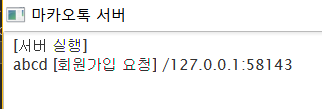 마카오톡 서버
[서버 실행]
abcd [회원가입 요청] /127.0.0.1:58143